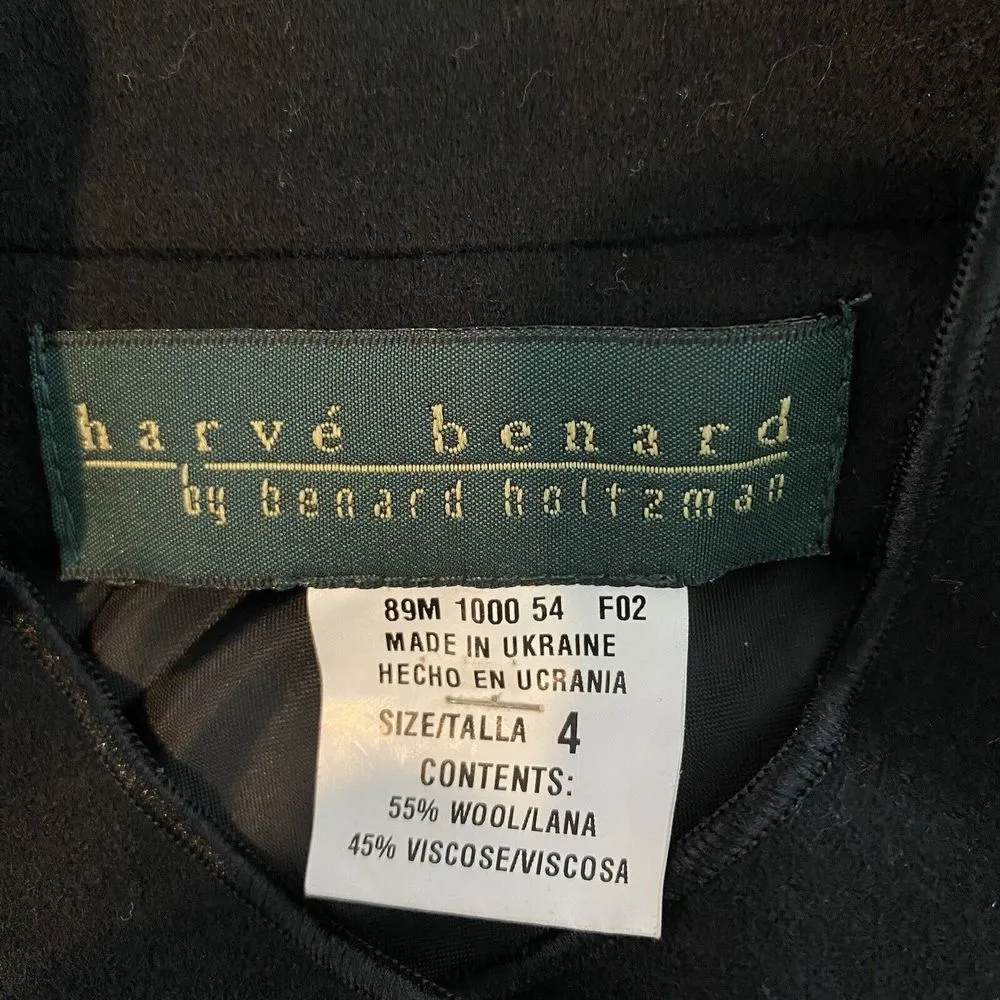 harvé benard
by benard holtzman
89M 1000 54 F02
MADE IN UKRAINE
HECHO EN UCRANIA
SIZE/TALLA 4
CONTENTS:
55% WOOL/LANA
45% VISCOSE/VISCOSA